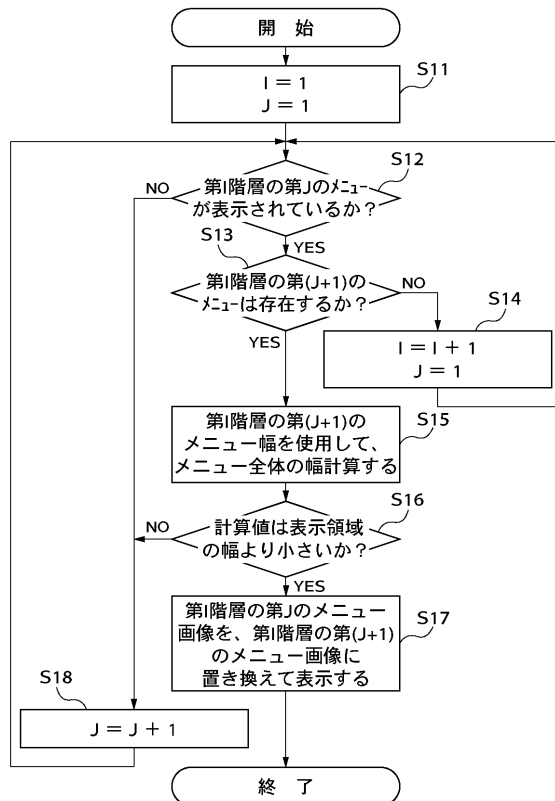 開 始
S11
I = 1
J = 1
S12
第I階層の第Jのﾒﾆｭｰ
が表示されているか？
NO
YES
S13
第I階層の第(J+1)の
ﾒﾆｭｰは存在するか？
NO
YES
S14
I = I + 1
J = 1
S15
第I階層の第(J+1)の
メニュー幅を使用して、
メニュー全体の幅計算する
S16
計算値は表示領域
の幅より小さいか？
NO
YES
S17
第I階層の第Jのメニュー
画像を、第I階層の第(J+1)
のメニュー画像に
置き換えて表示する
S18
J = J + 1
終 了